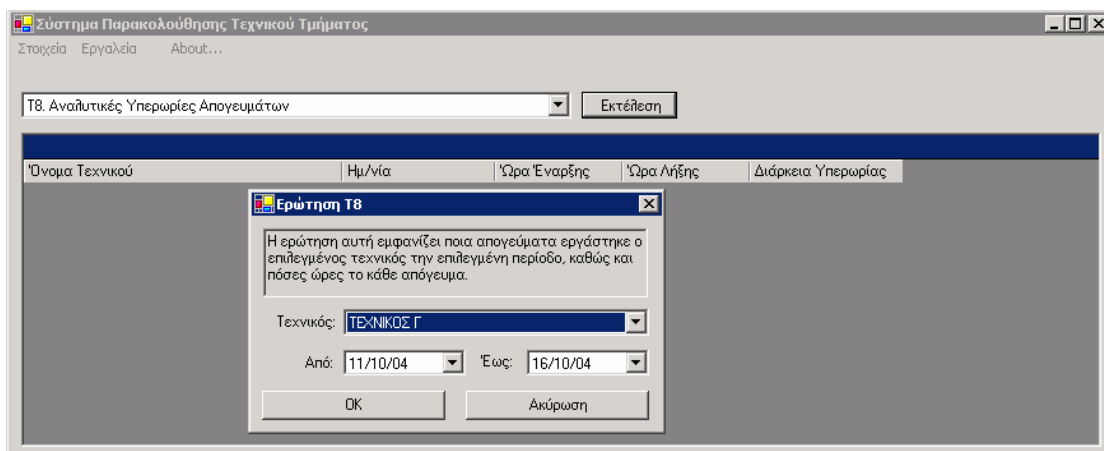 Σύστημα Παρακολούθησης Τεχνικού Τμήματος
Στοιχεία Εργαλεία About...
Τ8. Αναλυτικές Υπερωρίες Απογευμάτων Εκτέλεση
Όνομα Τεχνικού Ημ/νία Ώρα Έναρξης Ώρα Λήξης Διάρκεια Υπερωρίας
Ερώτηση Τ8
Η ερώτηση αυτή εμφανίζει ποια απογεύματα εργάστηκε ο
επιλεγμένος τεχνικός την επιλεγμένη περίοδο, καθώς και
πόσες ώρες το κάθε απόγευμα.
Τεχνικός: ΤΕΧΝΙΚΟΣ Γ
Από: 11/10/04 Έως: 16/10/04
OK Ακύρωση